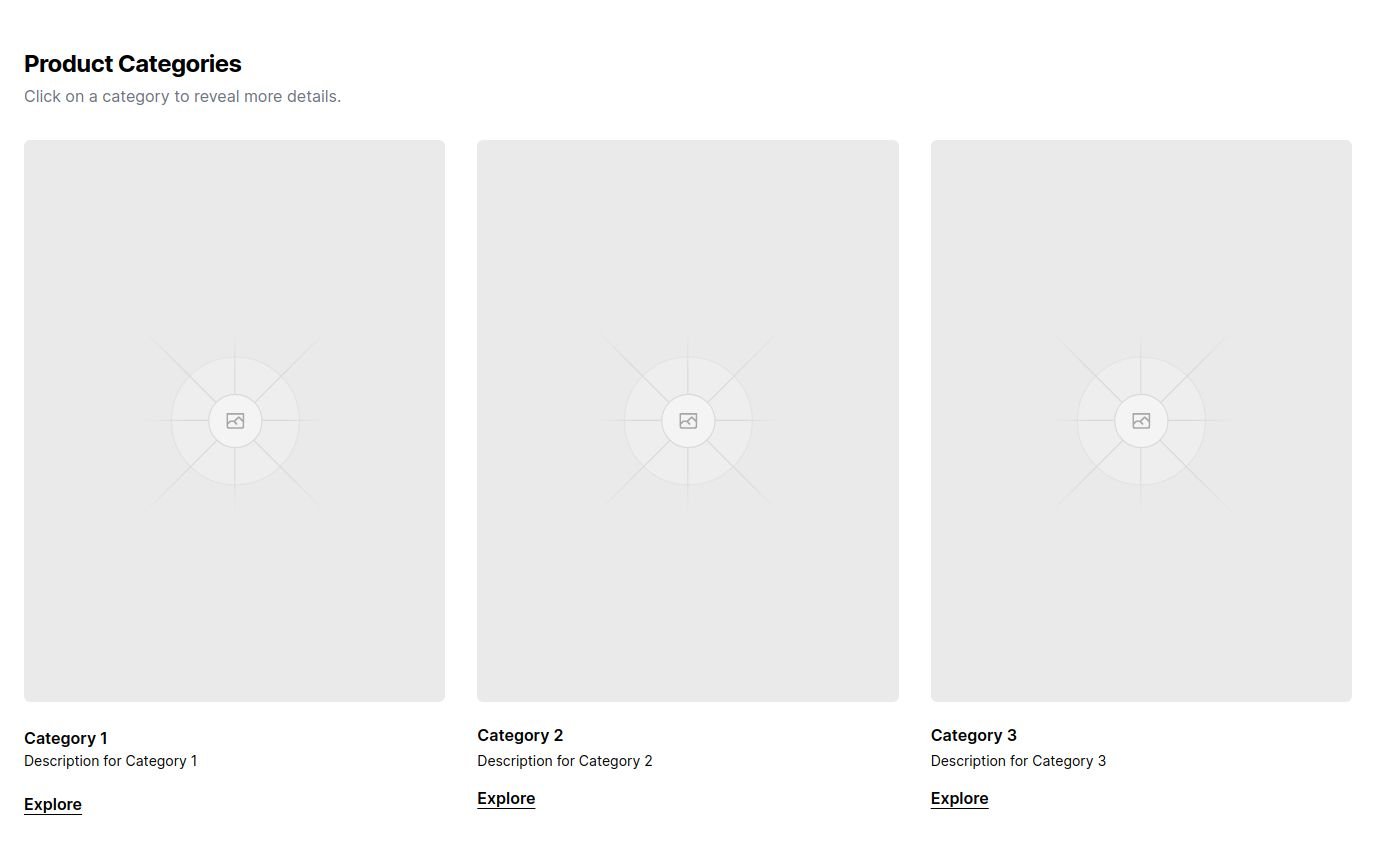 Product Categories
Click on a category to reveal more details.
Category 1
Description for Category 1
Explore
Category 2
Description for Category 2
Explore
Category 3
Description for Category 3
Explore